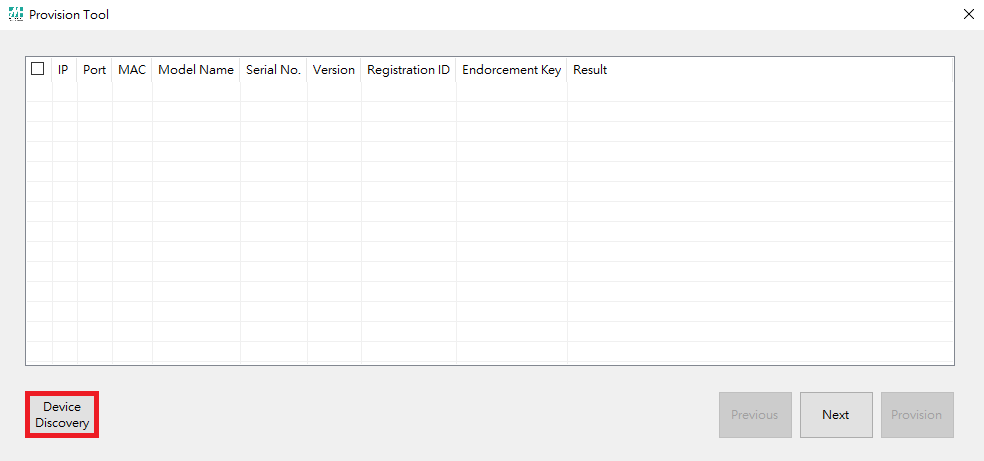 Provision Tool
IP Port MAC Model Name Serial No. Version Registration ID Endorcement Key Result
Device
Discovery
Previous Next Provision